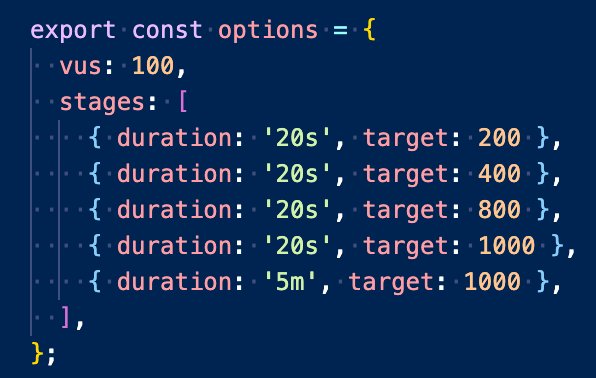 export const options = {
  vus: 100,
  stages: [
    { duration: '20s', target: 200 },
    { duration: '20s', target: 400 },
    { duration: '20s', target: 800 },
    { duration: '20s', target: 1000 },
    { duration: '5m', target: 1000 },
  ],
};